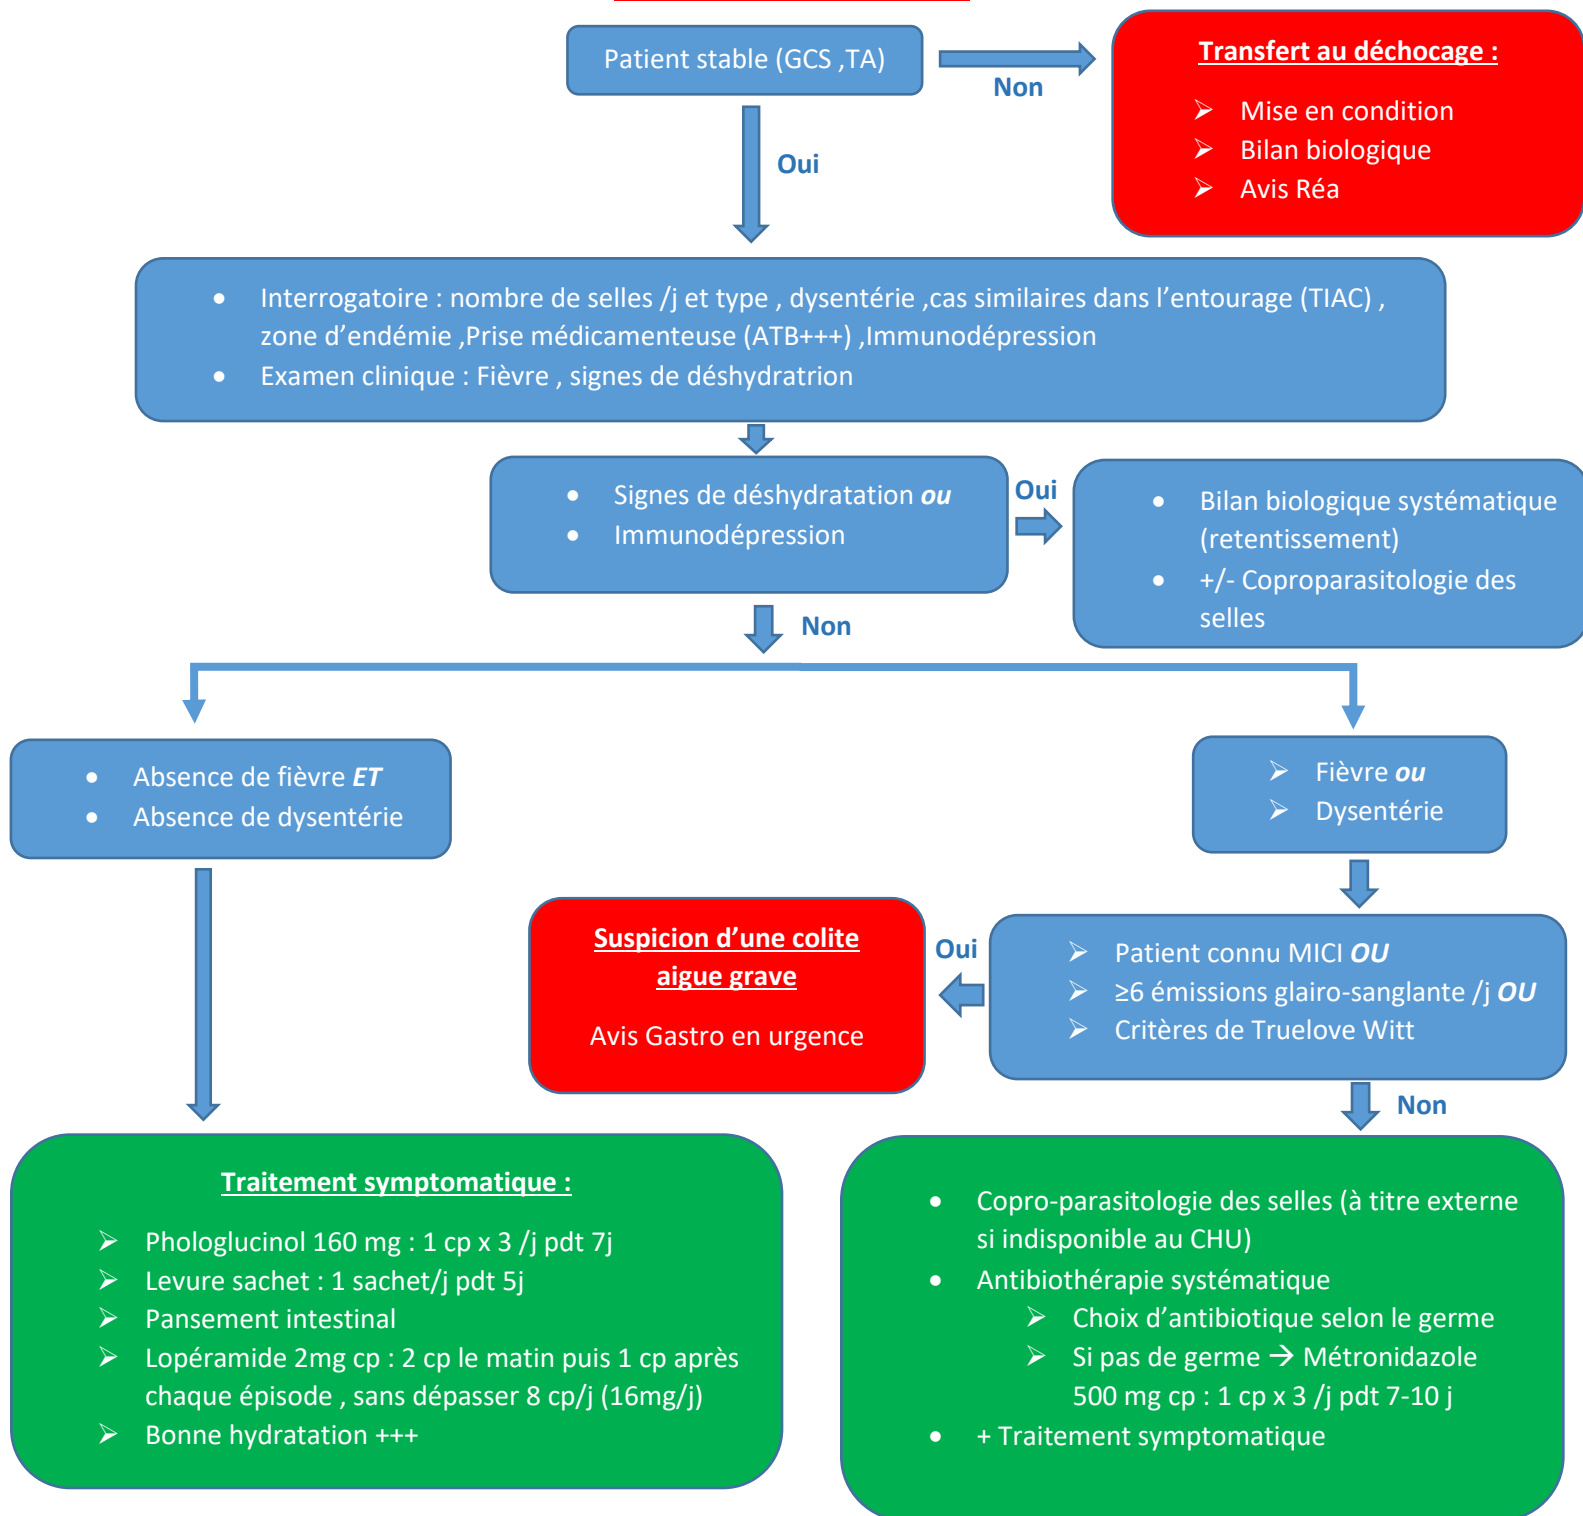 Patient stable (GCS ,TA)
Non
Transfert au déchocage :
➢ Mise en condition
➢ Bilan biologique
➢ Avis Réa
Oui
• Interrogatoire : nombre de selles /j et type , dysentérie ,cas similaires dans l’entourage (TIAC) ,
zone d’endémie ,Prise médicamenteuse (ATB+++) ,Immunodépression
• Examen clinique : Fièvre , signes de déshydratrion
• Signes de déshydratation ou
• Immunodépression
Oui
• Bilan biologique systématique
(retentissement)
• +/- Coproparasitologie des
selles
Non
• Absence de fièvre ET
• Absence de dysentérie
➢ Fièvre ou
➢ Dysentérie
Suspicion d’une colite
aigue grave
Avis Gastro en urgence
Oui
➢ Patient connu MICI OU
➢ ≥6 émissions glairo-sanglante /j OU
➢ Critères de Truelove Witt
Non
Traitement symptomatique :
➢ Phologlucinol 160 mg : 1 cp x 3 /j pdt 7j
➢ Levure sachet : 1 sachet/j pdt 5j
➢ Pansement intestinal
➢ Lopéramide 2mg cp : 2 cp le matin puis 1 cp après
chaque épisode , sans dépasser 8 cp/j (16mg/j)
➢ Bonne hydratation +++
• Copro-parasitologie des selles (à titre externe
si indisponible au CHU)
• Antibiothérapie systématique
➢ Choix d’antibiotique selon le germe
➢ Si pas de germe → Métronidazole
500 mg cp : 1 cp x 3 /j pdt 7-10 j
• + Traitement symptomatique